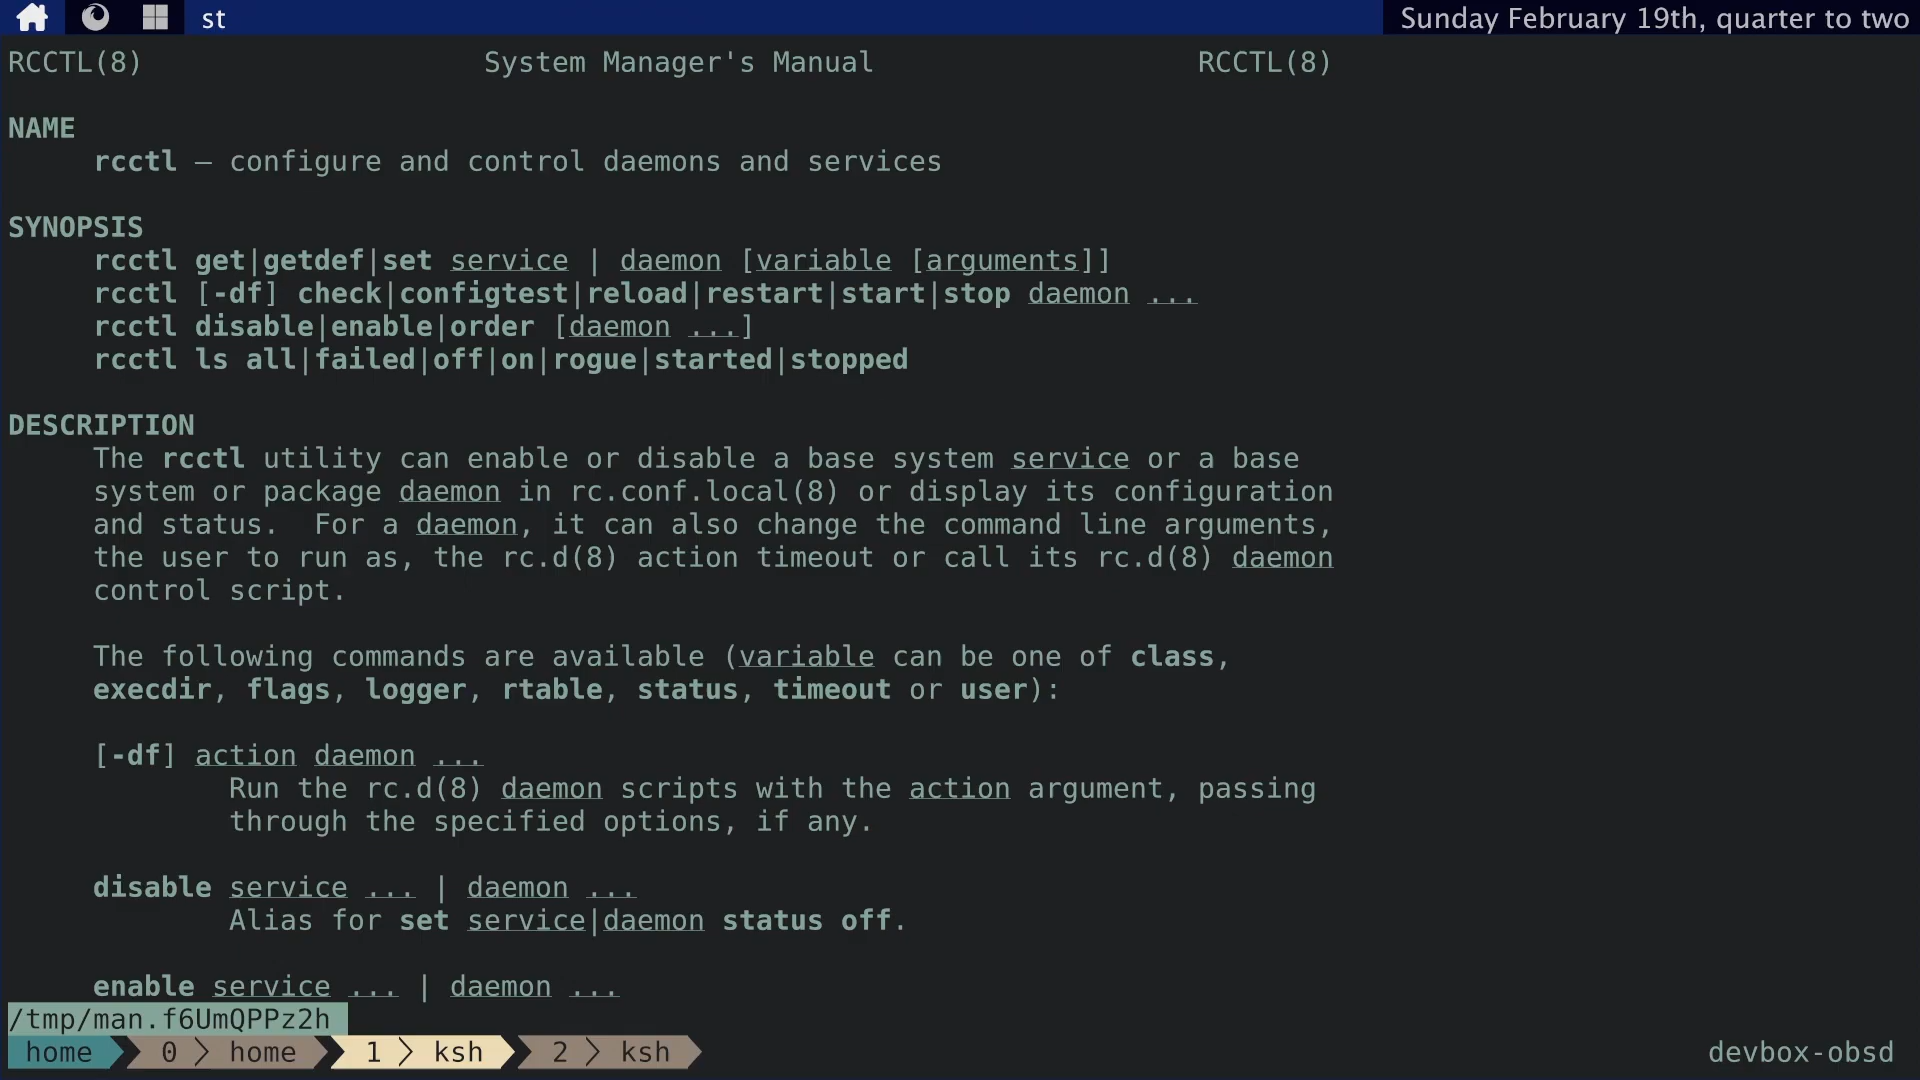 st Sunday February 19th, quarter to two
RCCTL(8) System Manager's Manual RCCTL(8)
NAME
rcctl – configure and control daemons and services
SYNOPSIS
rcctl get|getdef|set service | daemon [variable [arguments]]
rcctl [-df] check|configtest|reload|restart|start|stop daemon ...
rcctl disable|enable|order [daemon ...]
rcctl ls all|failed|off|on|rogue|started|stopped
DESCRIPTION
The rcctl utility can enable or disable a base system service or a base
system or package daemon in rc.conf.local(8) or display its configuration
and status.  For a daemon, it can also change the command line arguments,
the user to run as, the rc.d(8) action timeout or call its rc.d(8) daemon
control script.
The following commands are available (variable can be one of class,
execdir, flags, logger, rtable, status, timeout or user):
[-df] action daemon ...
Run the rc.d(8) daemon scripts with the action argument, passing
through the specified options, if any.
disable service ... | daemon ...
Alias for set service|daemon status off.
enable service ... | daemon ...
/tmp/man.f6UmQPPz2h
home 0 home 1 ksh 2 ksh devbox-obsd